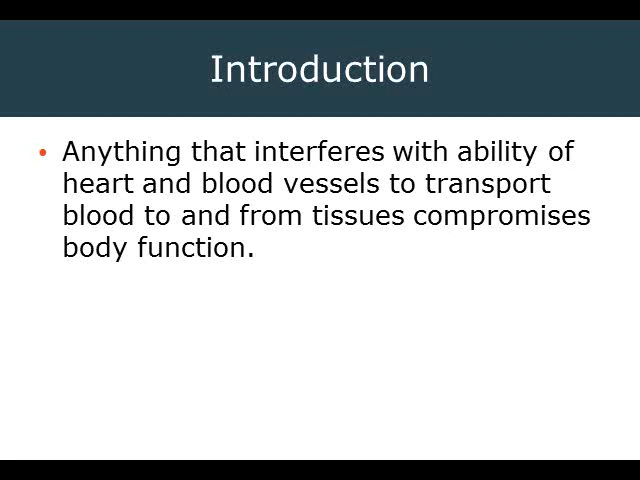 Introduction
• Anything that interferes with ability of
heart and blood vessels to transport
blood to and from tissues compromises
body function.